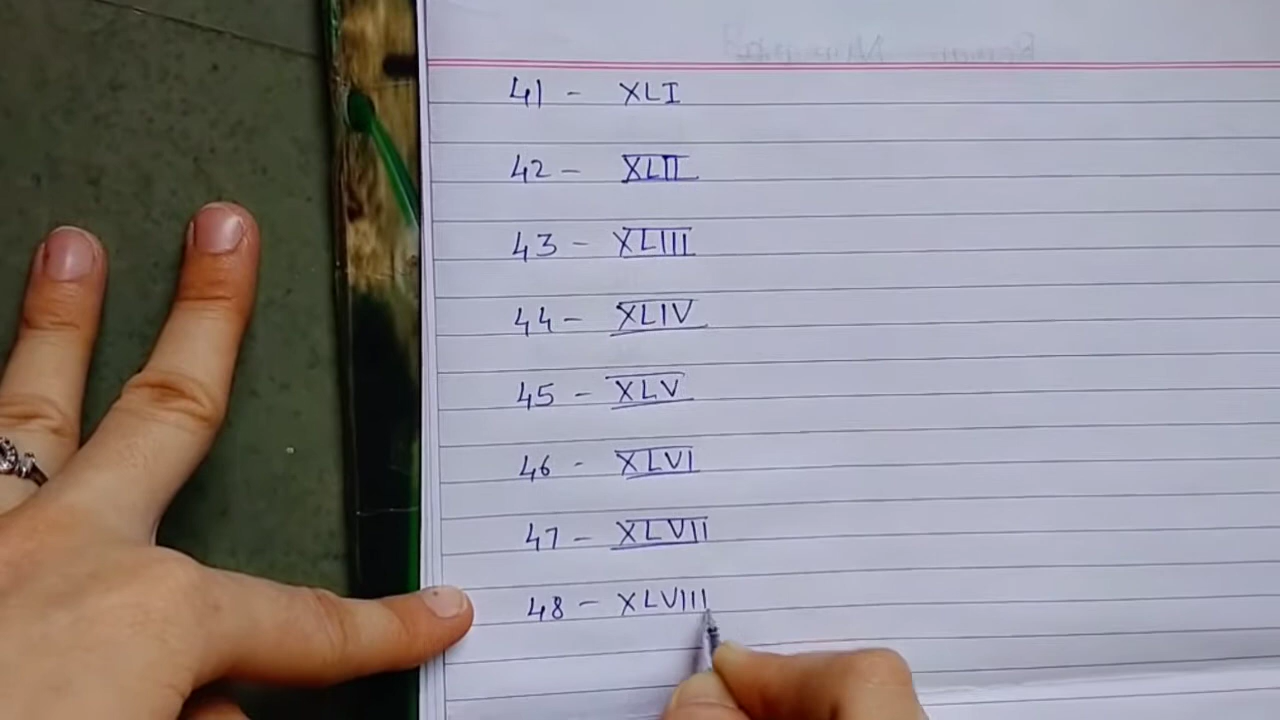 41 - XLI
42 - XLII
43 - XLIII
44 - XLIV
45 - XLV
46 - XLVI
47 - XLVII
48 - XLVIII